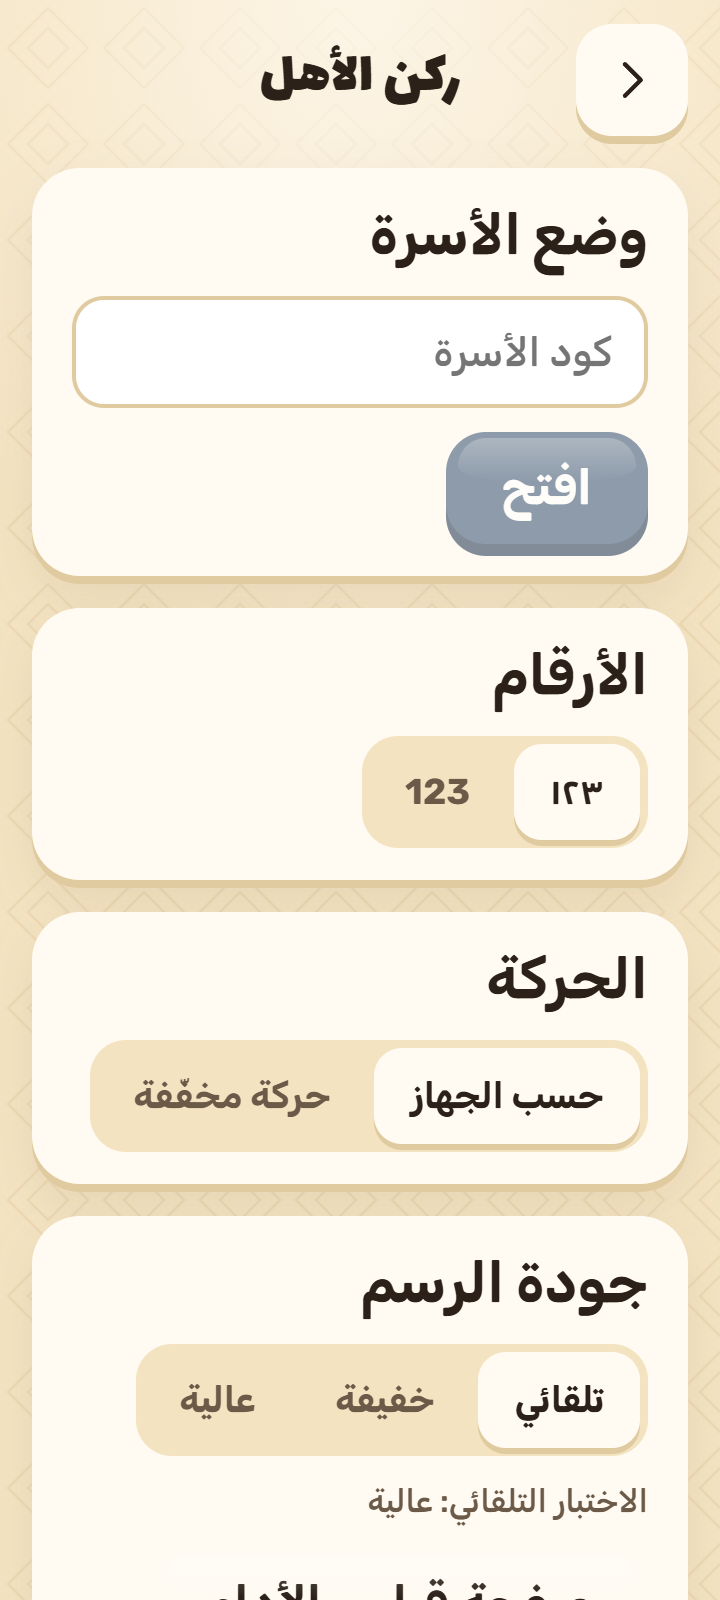 ركن الأهل
وضع الأسرة
كود الأسرة
افتح
الأرقام
١٢٣ 123
الحركة
حسب الجهاز حركة مخفّفة
جودة الرسم
تلقائي خفيفة عالية
الاختبار التلقائي: عالية